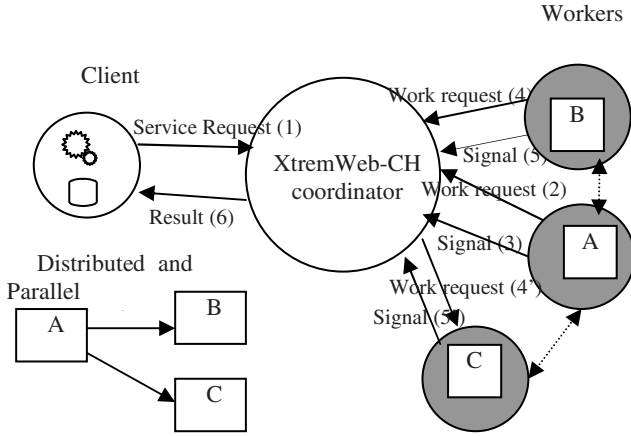 Workers
Client
Work request (4)
B
Service Request (1)
Signal (5)
XtremWeb-CH
coordinator
Work request (2)
Result (6)
Signal (3)
A
Distributed and
Parallel
Work request (4')
A
B
Signal (5')
C
C